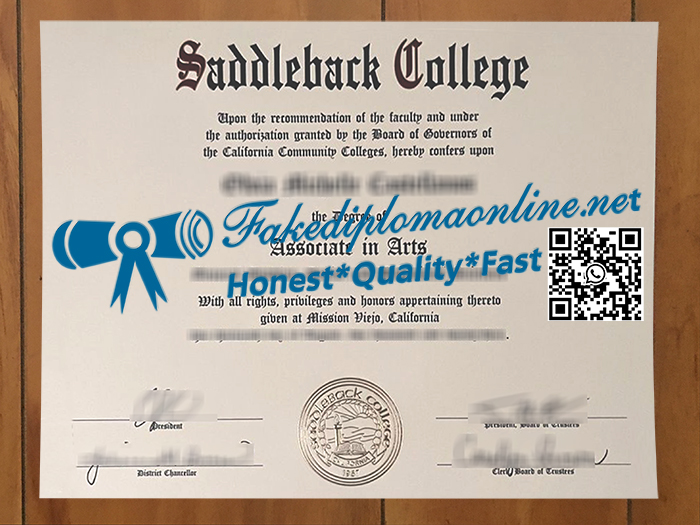 Saddleback College
Upon the recommendation of the faculty and under
the authorization granted by the Board of Governors of
the California Community Colleges, hereby confers upon
the Degree of
Fakediplomaonline.net
Associate in Arts
Honest*Quality*Fast
With all rights, privileges and honors appertaining thereto
given at Mission Viejo, California
President
President, Board of Trustees
District Chancellor
Clerk, Board of Trustees
SADDLEBACK COLLEGE
CALIFORNIA